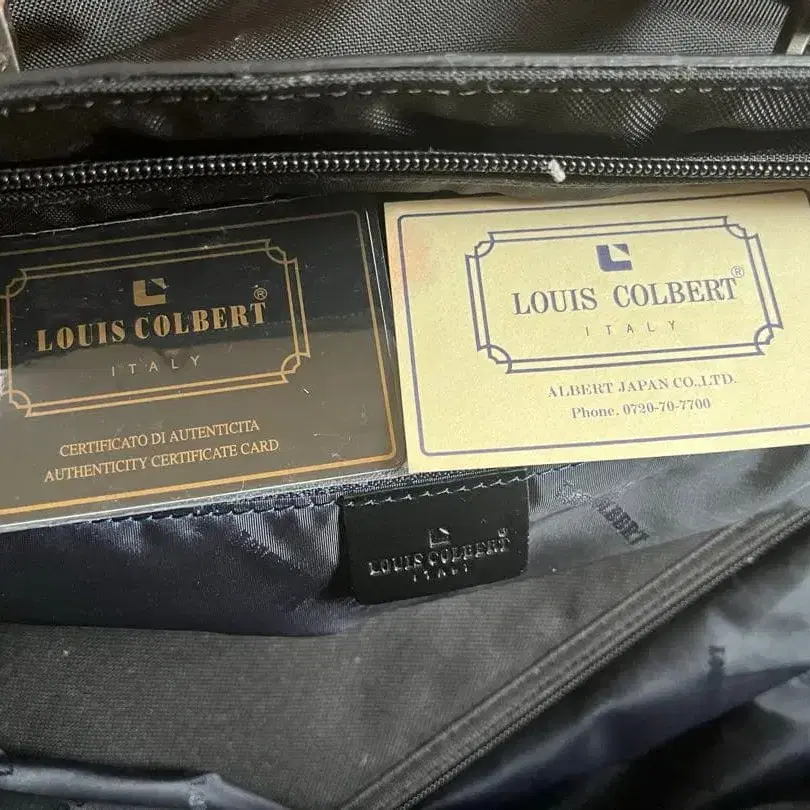 LOUIS COLBERT®
ITALY
CERTIFICATO DI AUTENTICITA
AUTHENTICITY CERTIFICATE CARD
LOUIS COLBERT®
ITALY
ALBERT JAPAN CO.,LTD.
Phone. 0720-70-7700
LOUIS COLBERT®
ITALY
COLBERT